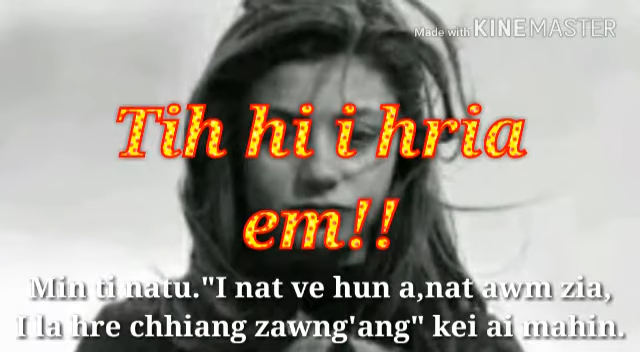 Made with KINEMASTER
Tih hi i hria
em!!
Min ti natu."I nat ve hun a,nat awm zia,
I la hre chhiang zawng'ang" kei ai mahin.